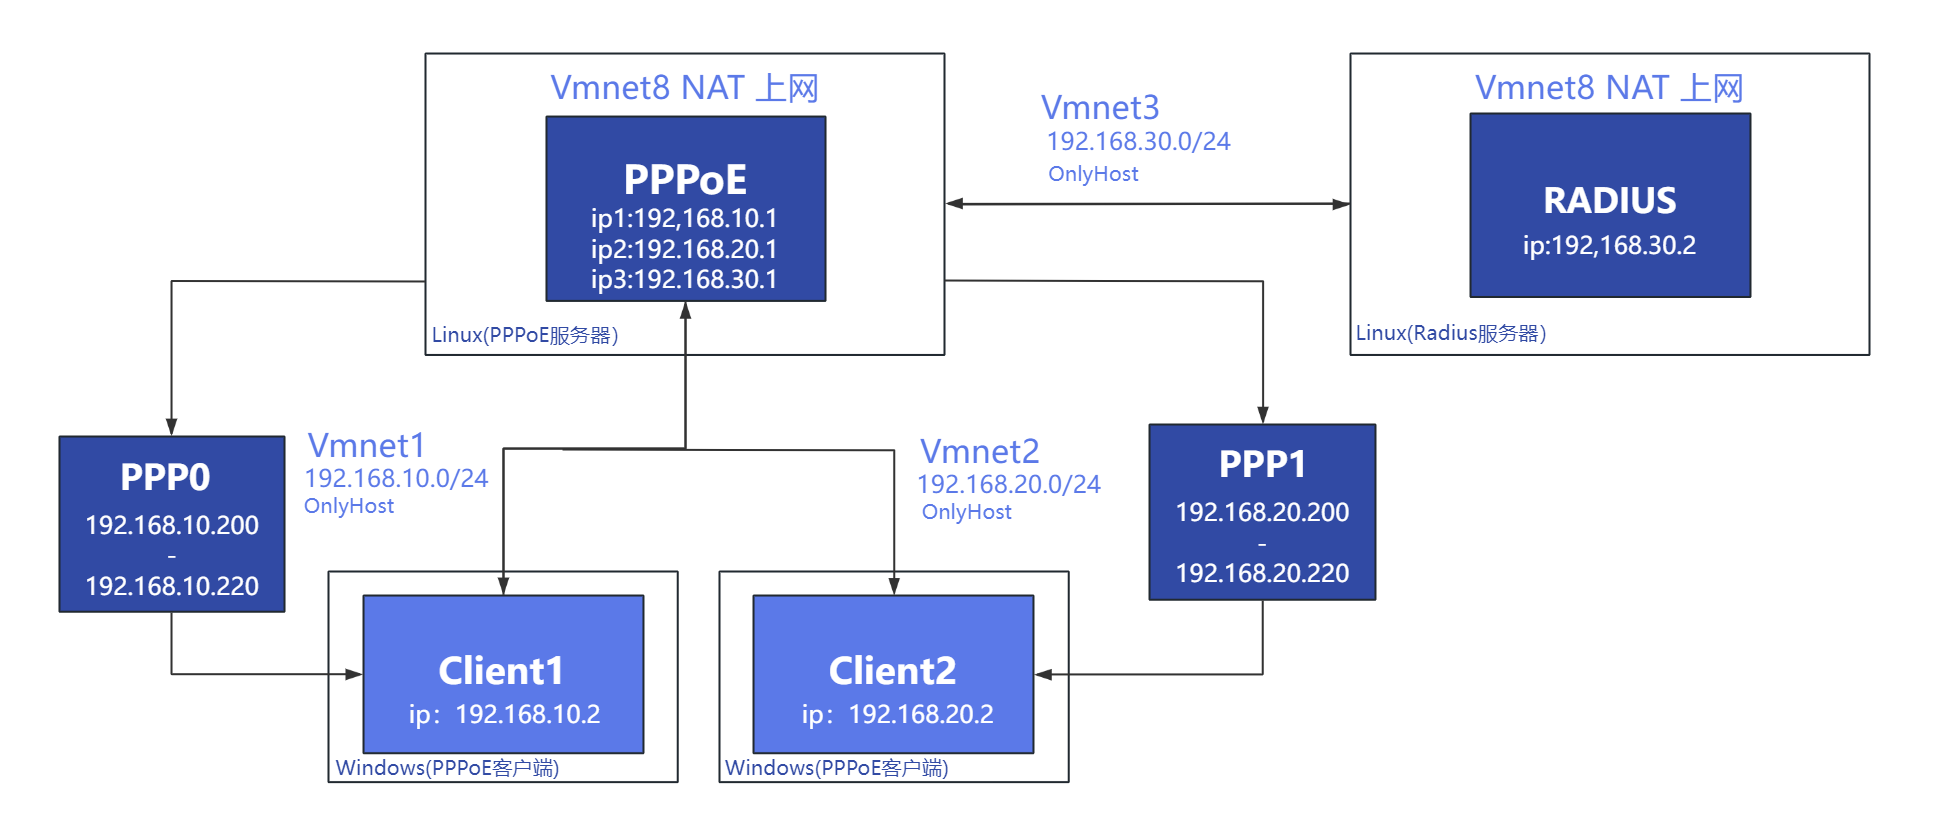 Vmnet8 NAT 上网
PPPoE
ip1:192,168.10.1
ip2:192.168.20.1
ip3:192.168.30.1
Linux(PPPoE服务器)
Vmnet3
192.168.30.0/24
OnlyHost
Vmnet8 NAT 上网
RADIUS
ip:192,168.30.2
Linux(Radius服务器)
PPP0
192.168.10.200
-
192.168.10.220
Vmnet1
192.168.10.0/24
OnlyHost
Vmnet2
192.168.20.0/24
OnlyHost
PPP1
192.168.20.200
-
192.168.20.220
Client1
ip：192.168.10.2
Windows(PPPoE客户端)
Client2
ip：192.168.20.2
Windows(PPPoE客户端)